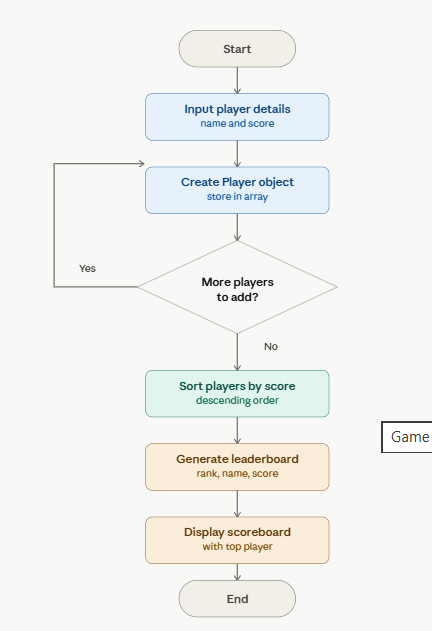 Start
Input player details
name and score
Create Player object
store in array
Yes
More players
to add?
No
Sort players by score
descending order
Game
Generate leaderboard
rank, name, score
Display scoreboard
with top player
End